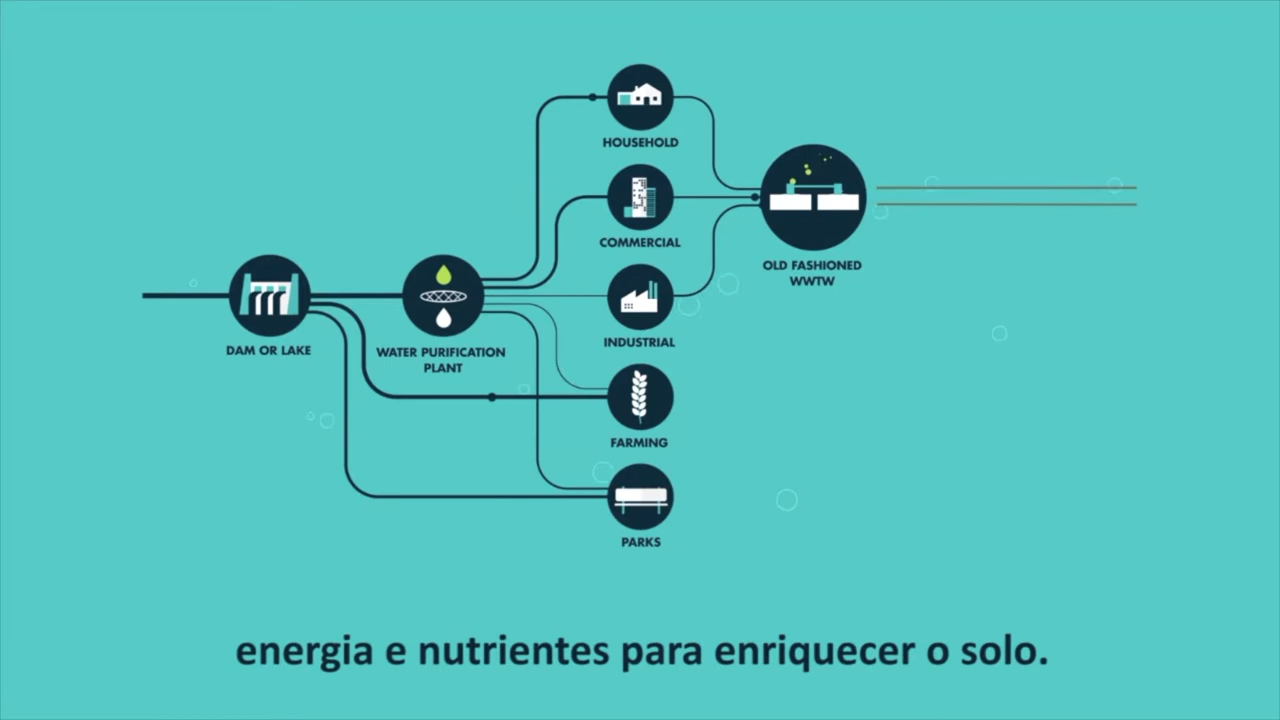 HOUSEHOLD
COMMERCIAL
OLD FASHIONED
WWTW
DAM OR LAKE
WATER PURIFICATION
PLANT
INDUSTRIAL
FARMING
PARKS
energia e nutrientes para enriquecer o solo.